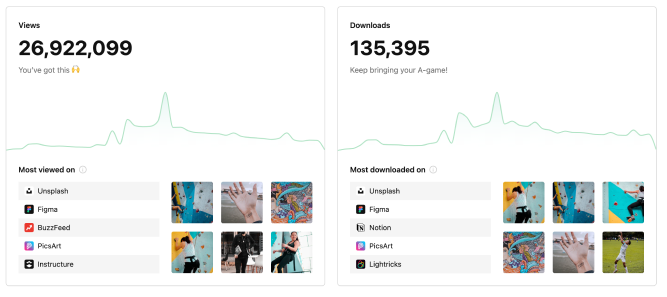 Views
26,922,099
You've got this 🙌
Most viewed on
Unsplash
Figma
BuzzFeed
PicsArt
Instructure
Downloads
135,395
Keep bringing your A-game!
Most downloaded on
Unsplash
Figma
Notion
PicsArt
Lightricks